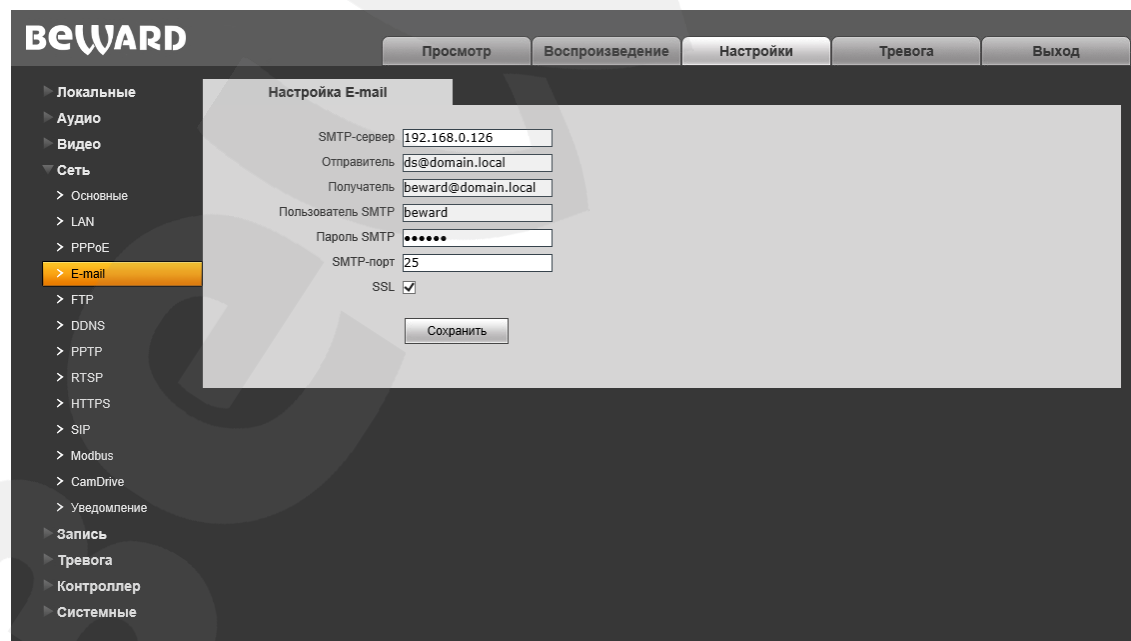 BEWARD
Просмотр
Воспроизведение
Настройки
Тревога
Выход
Локальные
Аудио
Видео
Сеть
Основные
LAN
PPPoE
E-mail
FTP
DDNS
PPTP
RTSP
HTTPS
SIP
Modbus
CamDrive
Уведомление
Запись
Тревога
Контроллер
Системные
Настройка E-mail
SMTP-сервер 192.168.0.126
Отправитель ds@domain.local
Получатель beward@domain.local
Пользователь SMTP beward
Пароль SMTP ••••••
SMTP-порт 25
SSL
Сохранить